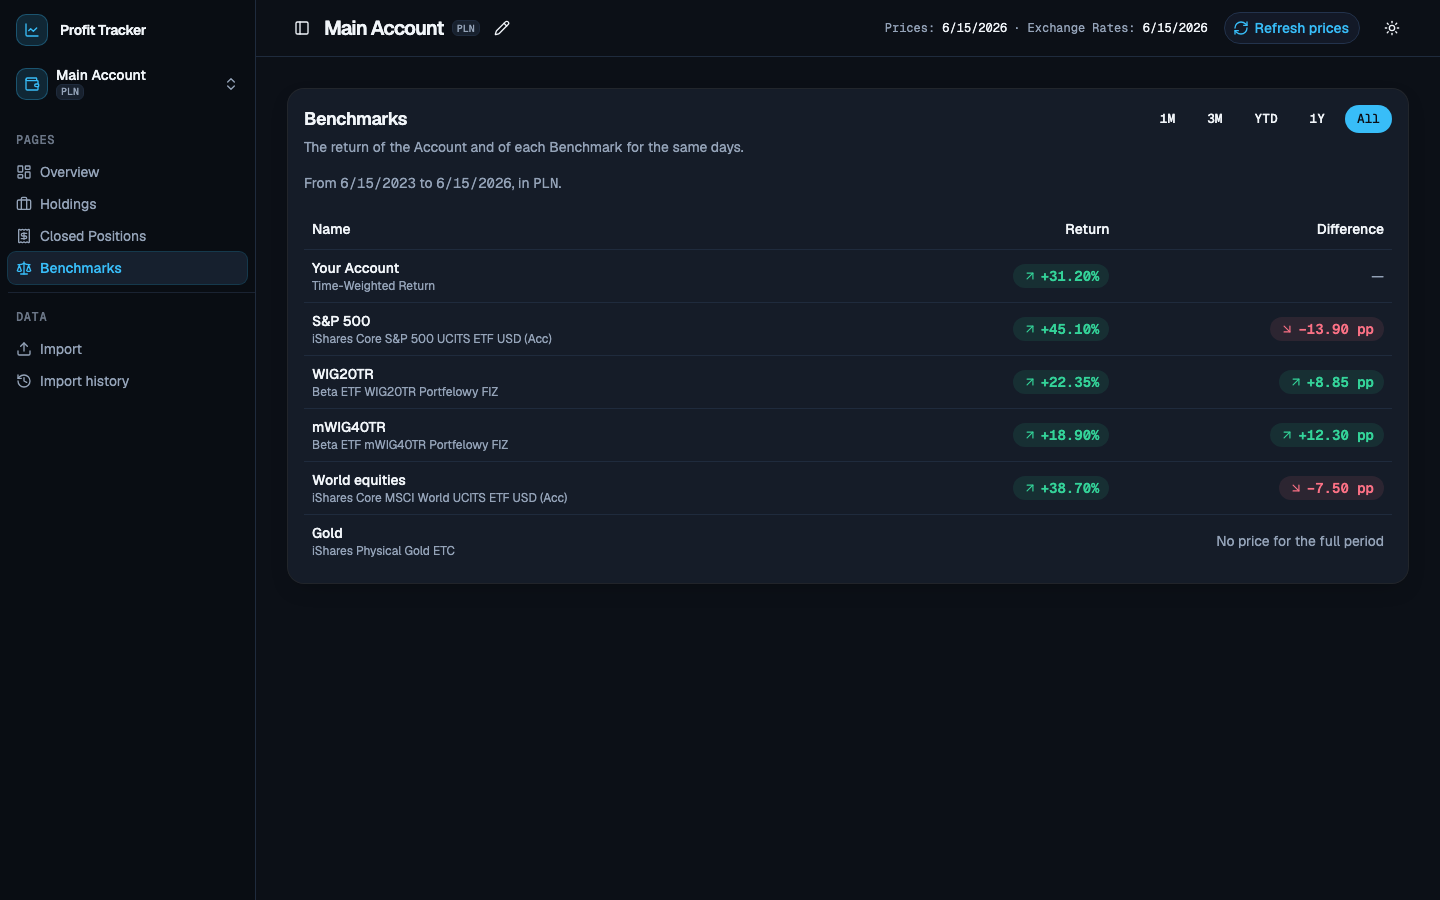 Profit Tracker
Main Account
PLN
PAGES
Overview
Holdings
Closed Positions
Benchmarks
DATA
Import
Import history
Main Account PLN
Prices: 6/15/2026 · Exchange Rates: 6/15/2026
Refresh prices
Benchmarks
1M 3M YTD 1Y All
The return of the Account and of each Benchmark for the same days.
From 6/15/2023 to 6/15/2026, in PLN.
Name Return Difference
Your Account
Time-Weighted Return
+31.20% —
S&P 500
iShares Core S&P 500 UCITS ETF USD (Acc)
+45.10% −13.90 pp
WIG20TR
Beta ETF WIG20TR Portfelowy FIZ
+22.35% +8.85 pp
mWIG40TR
Beta ETF mWIG40TR Portfelowy FIZ
+18.90% +12.30 pp
World equities
iShares Core MSCI World UCITS ETF USD (Acc)
+38.70% −7.50 pp
Gold
iShares Physical Gold ETC
No price for the full period